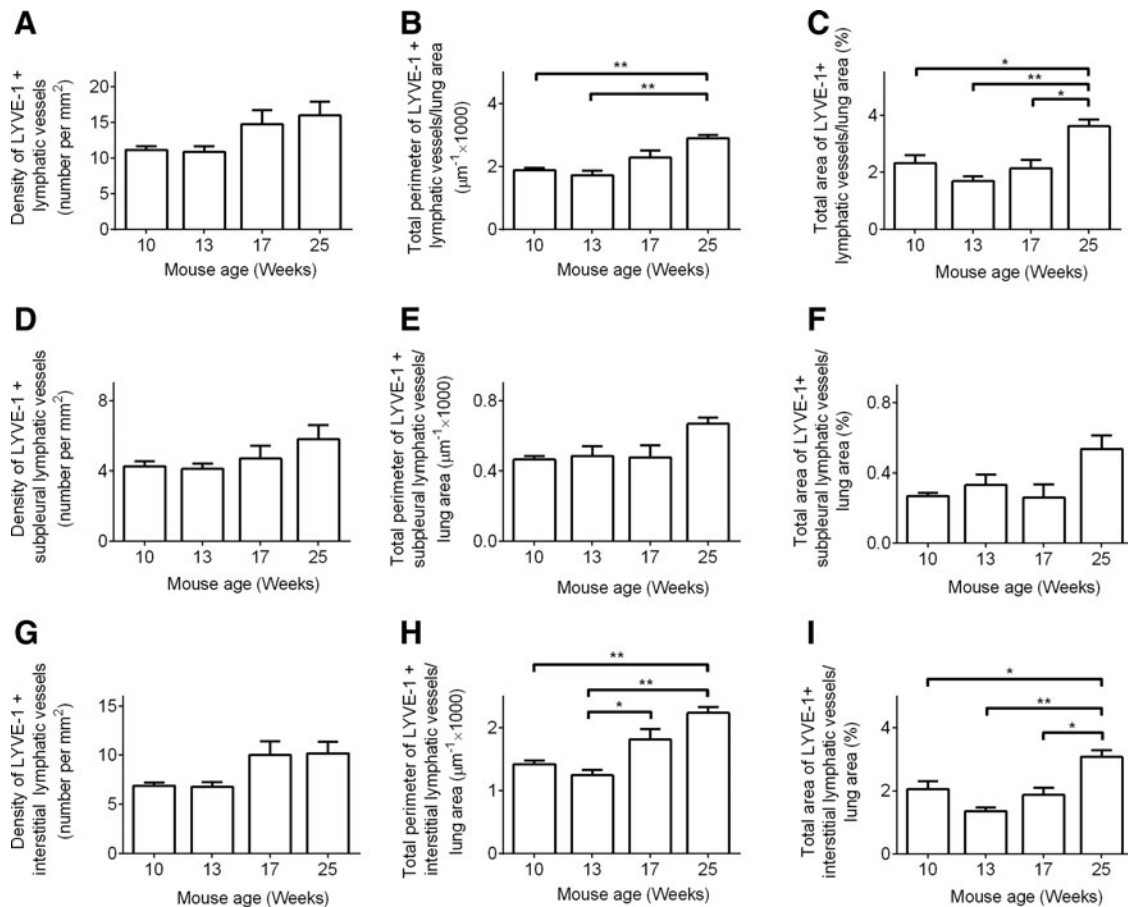 A
Density of LYVE-1 +
lymphatic vessels
(number per mm²)
20
15
10
5
0
10 13 17 25
Mouse age (Weeks)
B
Total perimeter of LYVE-1 +
lymphatic vessels/lung area
(μm⁻¹×1000)
4
2
0
**
**
10 13 17 25
Mouse age (Weeks)
C
Total area of LYVE-1+
lymphatic vessels/lung area (%)
4
2
0
*
**
*
10 13 17 25
Mouse age (Weeks)
D
Density of LYVE-1 +
subpleural lymphatic vessels
(number per mm²)
8
4
0
10 13 17 25
Mouse age (Weeks)
E
Total perimeter of LYVE-1 +
subpleural lymphatic vessels/
lung area (μm⁻¹×1000)
0.8
0.4
0.0
10 13 17 25
Mouse age (Weeks)
F
Total area of LYVE-1+
subpleural lymphatic vessels/
lung area (%)
0.8
0.4
0.0
10 13 17 25
Mouse age (Weeks)
G
Density of LYVE-1 +
interstitial lymphatic vessels
(number per mm²)
15
10
5
0
10 13 17 25
Mouse age (Weeks)
H
Total perimeter of LYVE-1 +
interstitial lymphatic vessels/
lung area (μm⁻¹×1000)
2
1
0
**
**
*
10 13 17 25
Mouse age (Weeks)
I
Total area of LYVE-1+
interstitial lymphatic vessels/
lung area (%)
4
2
0
*
**
*
10 13 17 25
Mouse age (Weeks)